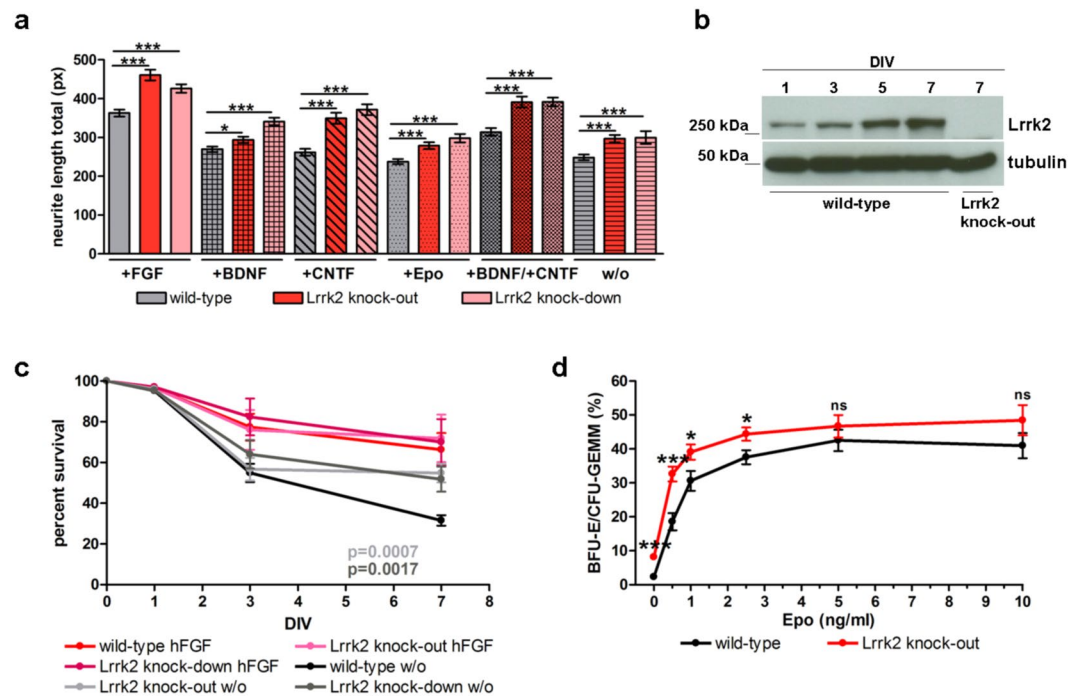 a
neurite length total (px)
500
400
300
200
100
0
*** *** * *** *** *** *** *** *** *** *** ***
+FGF +BDNF +CNTF +Epo +BDNF/+CNTF w/o
wild-type Lrrk2 knock-out Lrrk2 knock-down
b
DIV
1 3 5 7 7
250 kDa Lrrk2
50 kDa tubulin
wild-type Lrrk2
knock-out
c
percent survival
100
80
60
40
20
0
p=0.0007
p=0.0017
0 1 2 3 4 5 6 7 8
DIV
wild-type hFGF Lrrk2 knock-out hFGF
Lrrk2 knock-down hFGF wild-type w/o
Lrrk2 knock-out w/o Lrrk2 knock-down w/o
d
BFU-E/CFU-GEMM (%)
60
50
40
30
20
10
0
*** *** * * ns ns
0 1 2 3 4 5 6 7 8 9 10
Epo (ng/ml)
wild-type Lrrk2 knock-out